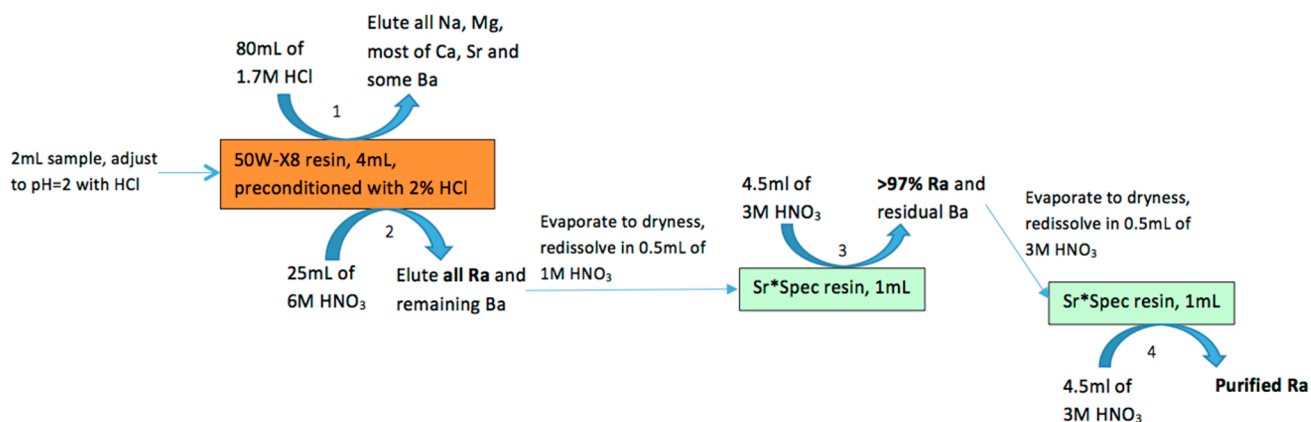 80mL of
1.7M HCl
Elute all Na, Mg,
most of Ca, Sr and
some Ba
1
2mL sample, adjust
to pH=2 with HCl
50W-X8 resin, 4mL,
preconditioned with 2% HCl
2
25mL of
6M HNO₃
Elute all Ra and
remaining Ba
Evaporate to dryness,
redissolve in 0.5mL of
1M HNO₃
4.5ml of
3M HNO₃
>97% Ra and
residual Ba
3
Sr*Spec resin, 1mL
Evaporate to dryness,
redissolve in 0.5mL of
3M HNO₃
Sr*Spec resin, 1mL
4
4.5ml of
3M HNO₃
Purified Ra